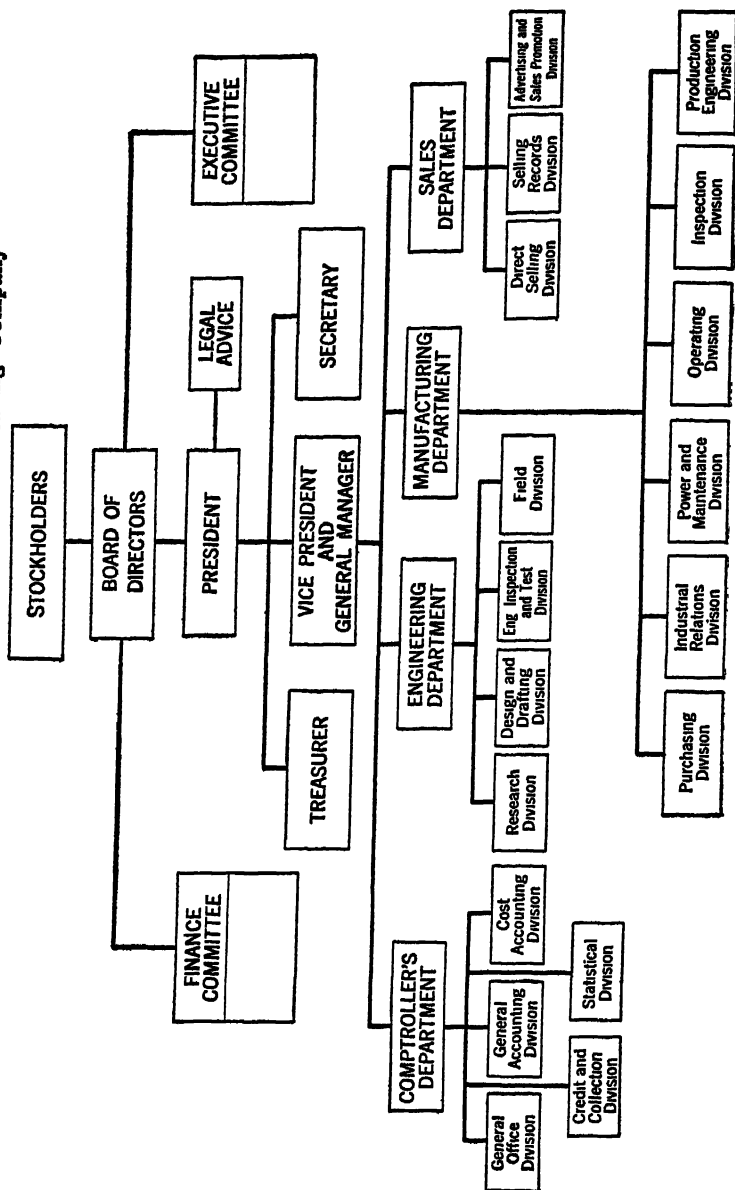 Company
STOCKHOLDERS
BOARD OF
DIRECTORS
FINANCE
COMMITTEE
EXECUTIVE
COMMITTEE
PRESIDENT
LEGAL
ADVICE
TREASURER
VICE PRESIDENT
AND
GENERAL MANAGER
SECRETARY
COMPTROLLER'S
DEPARTMENT
ENGINEERING
DEPARTMENT
MANUFACTURING
DEPARTMENT
SALES
DEPARTMENT
General
Office
Division
General
Accounting
Division
Cost
Accounting
Division
Credit and
Collection
Division
Statistical
Division
Research
Division
Design and
Drafting
Division
Eng Inspection
and Test
Division
Field
Division
Direct
Selling
Division
Selling
Records
Division
Advertising and
Sales Promotion
Division
Purchasing
Division
Industrial
Relations
Division
Power and
Maintenance
Division
Operating
Division
Inspection
Division
Production
Engineering
Division